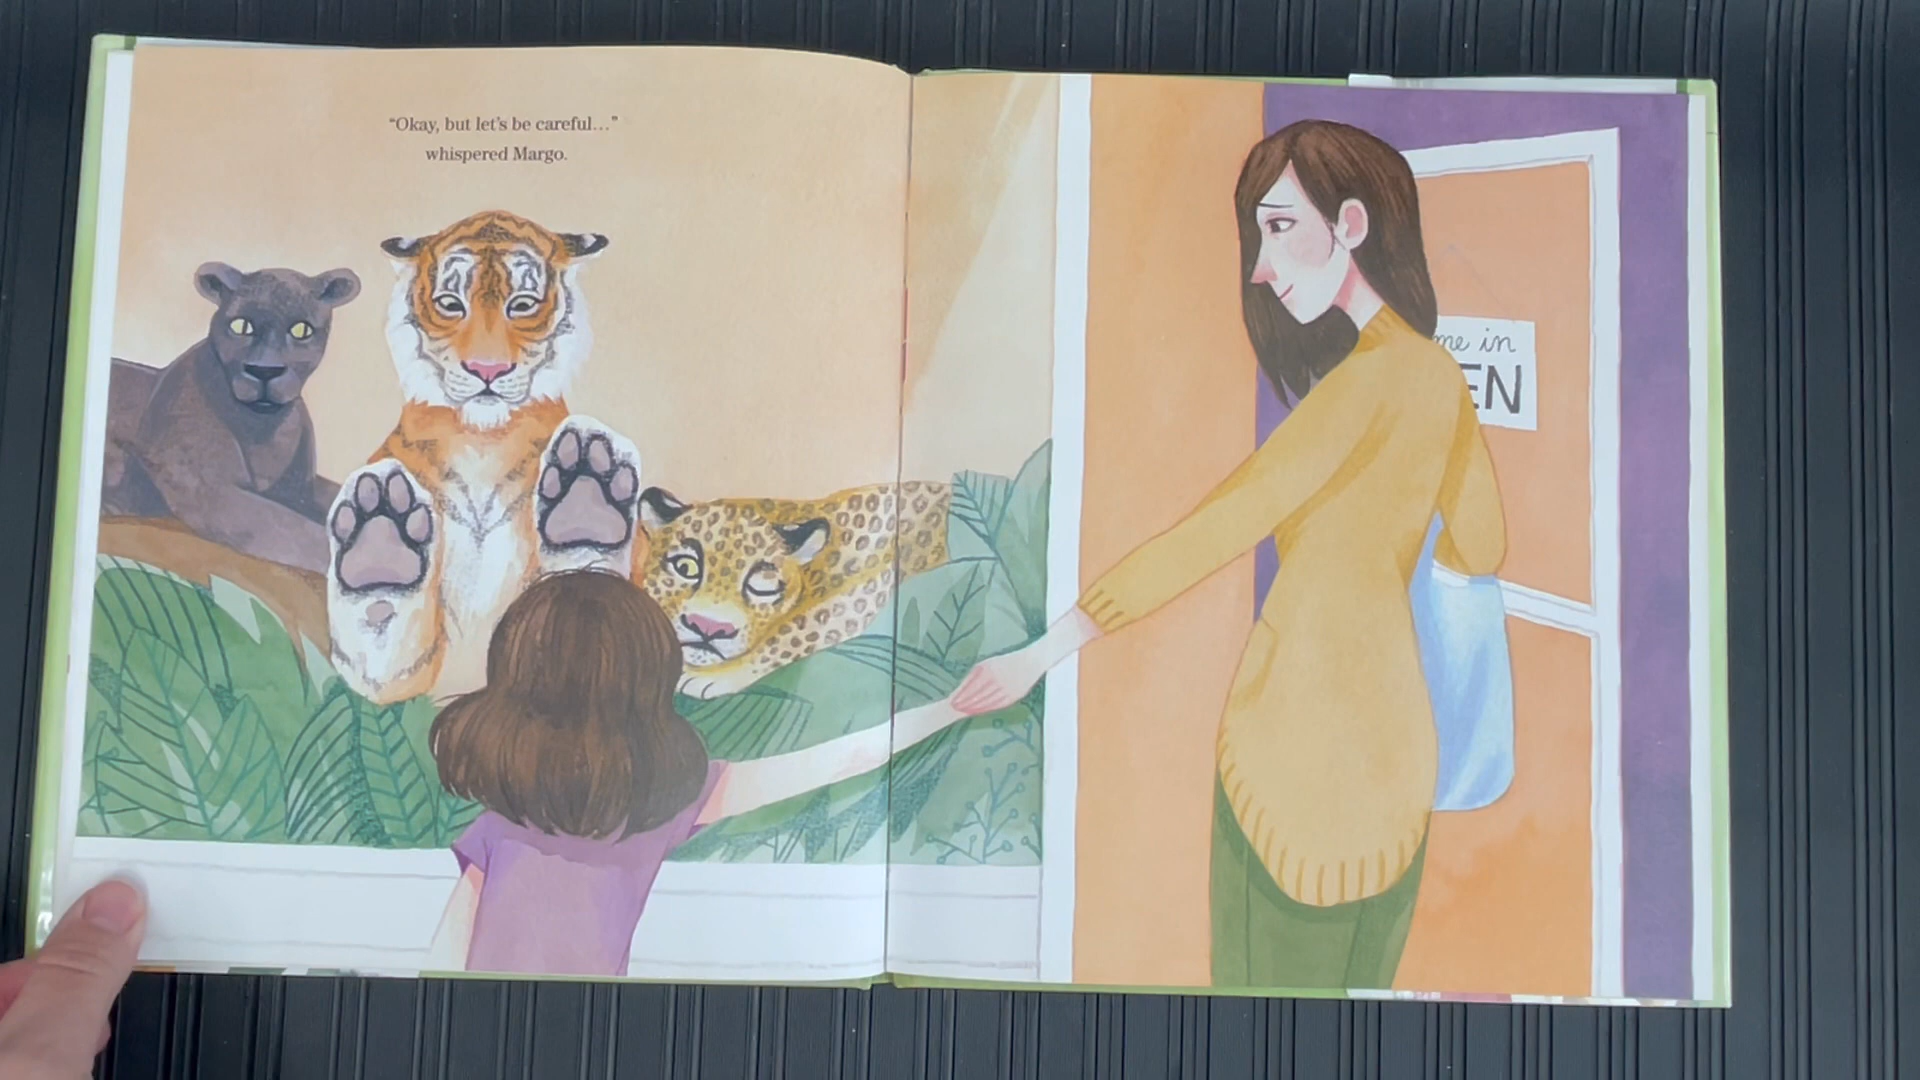 “Okay, but let’s be careful…”
whispered Margo.
me in
EN